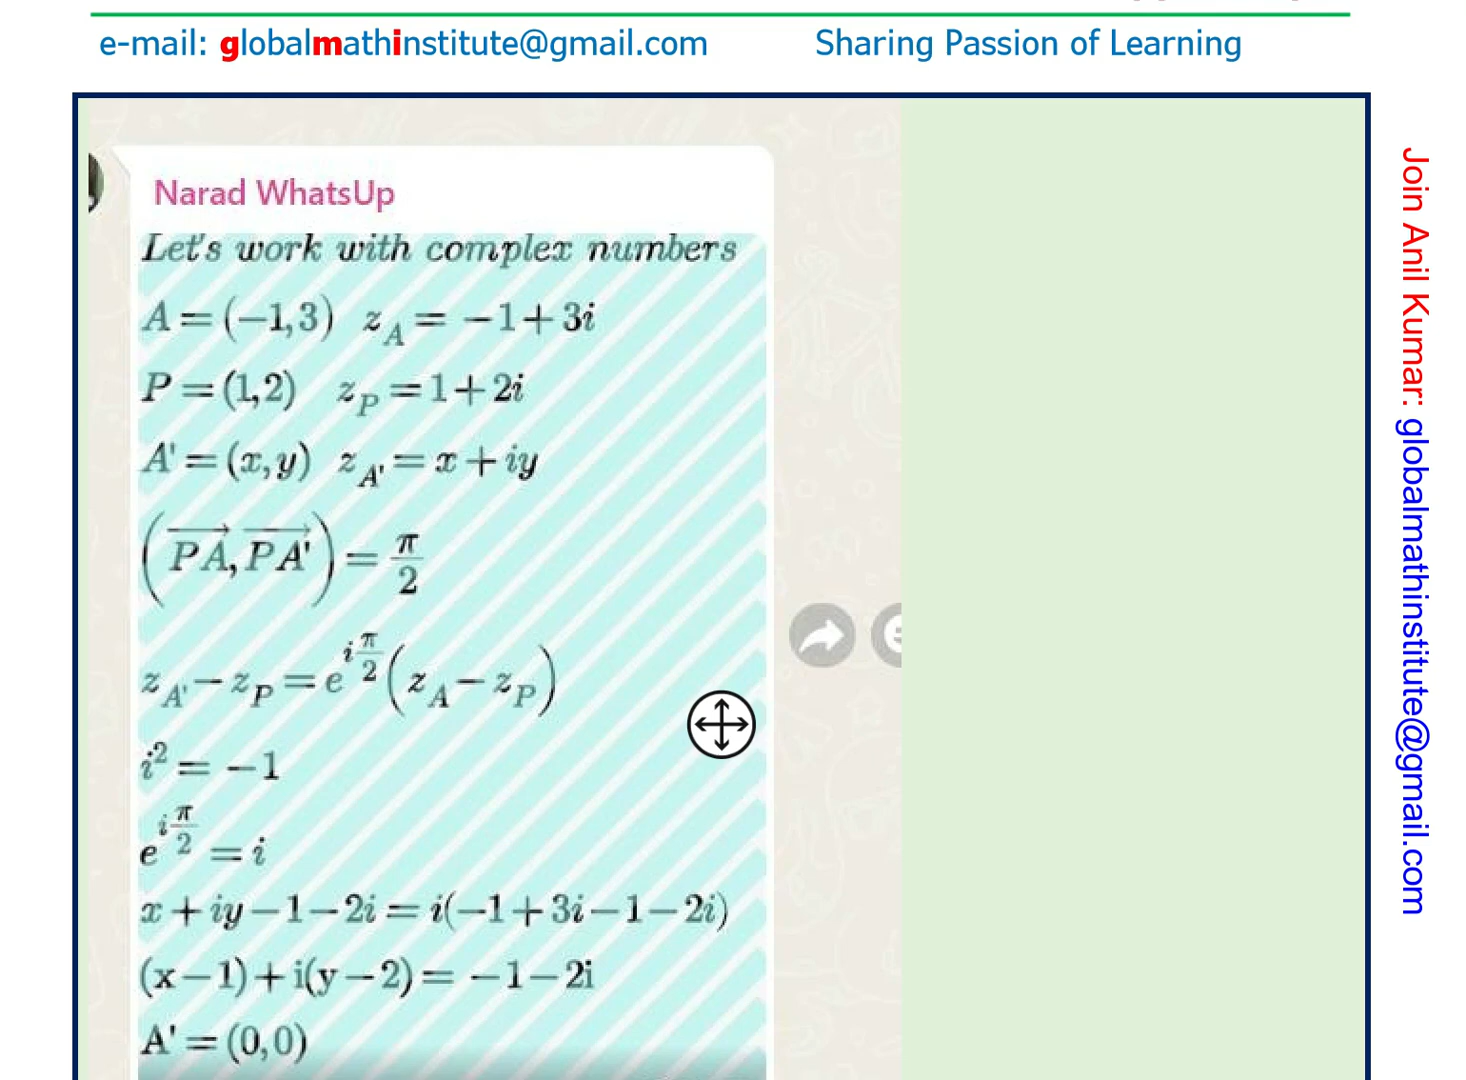 e-mail: globalmathinstitute@gmail.com Sharing Passion of Learning
Narad WhatsUp
Let's work with complex numbers
A = (−1,3) z_A = −1 + 3i
P = (1,2) z_P = 1 + 2i
A' = (x, y) z_A' = x + iy
(\overrightarrow{PA}, \overrightarrow{PA'}) = π/2
z_A' − z_P = e^{iπ/2} (z_A − z_P)
i² = −1
e^{iπ/2} = i
x + iy − 1 − 2i = i(−1 + 3i − 1 − 2i)
(x − 1) + i(y − 2) = −1 − 2i
A' = (0,0)
Join Anil Kumar: globalmathinstitute@gmail.com